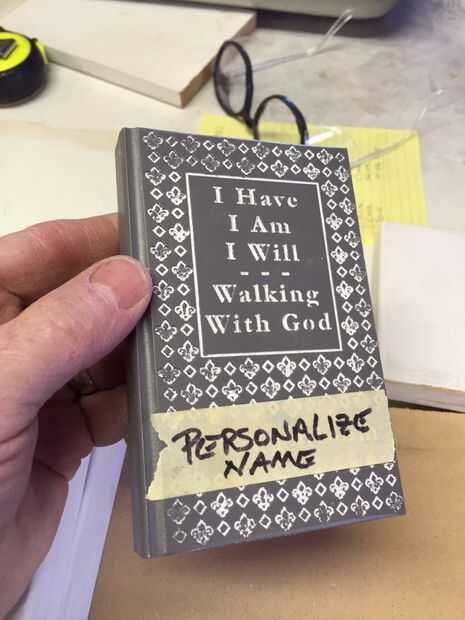 I Have
I Am
I Will
- - -
Walking
With God
PERSONALIZE
NAME